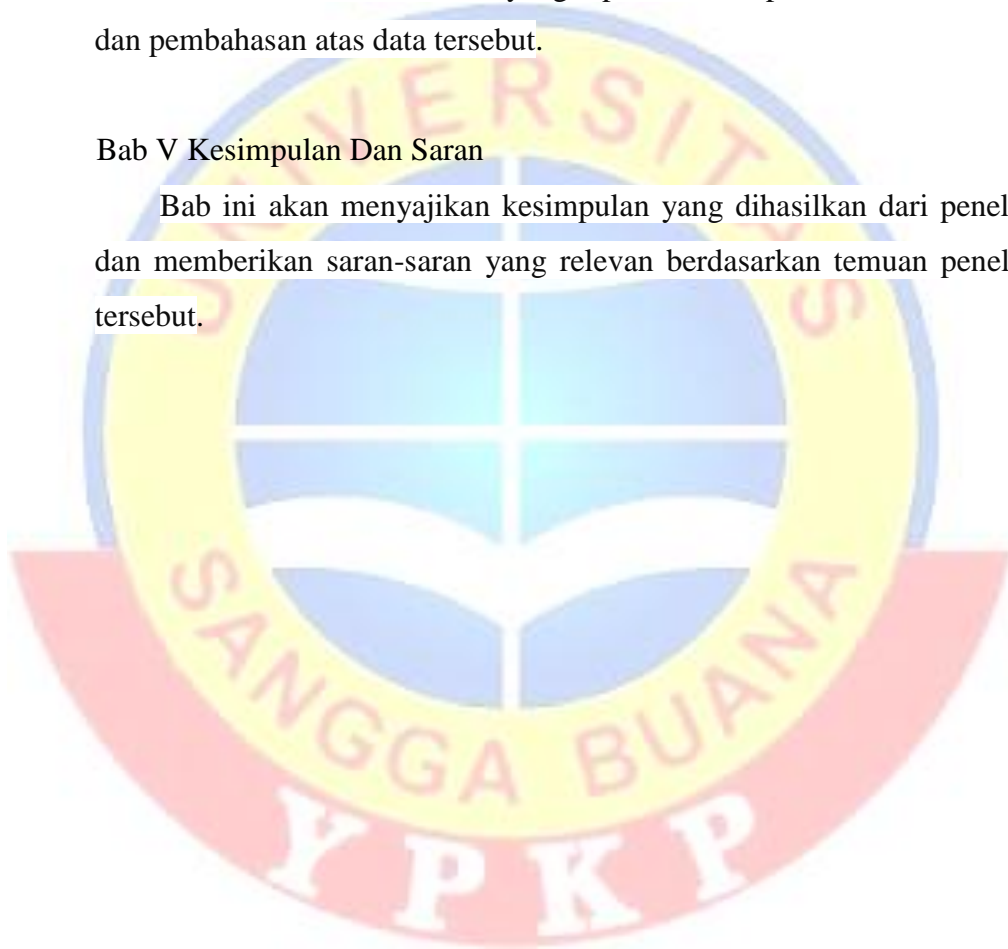 dan pembahasan atas data tersebut.
Bab V Kesimpulan Dan Saran
Bab ini akan menyajikan kesimpulan yang dihasilkan dari penel
dan memberikan saran-saran yang relevan berdasarkan temuan penel
tersebut.
UNIVERSITAS
SANGGA BUANA
YPKP